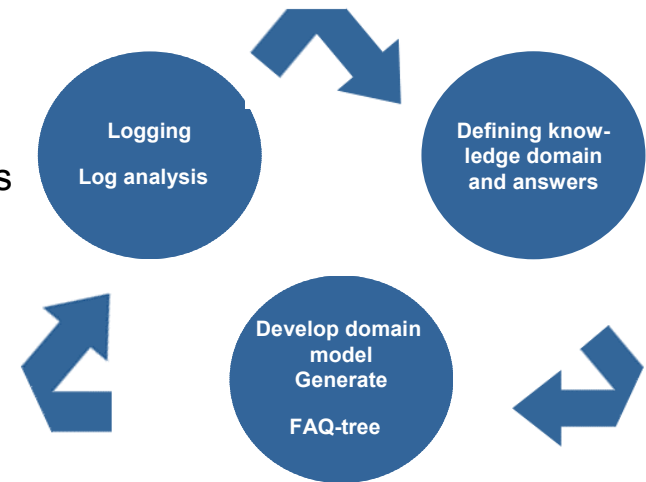 Logging
Log analysis
s
Defining know-
ledge domain
and answers
Develop domain
model
Generate
FAQ-tree